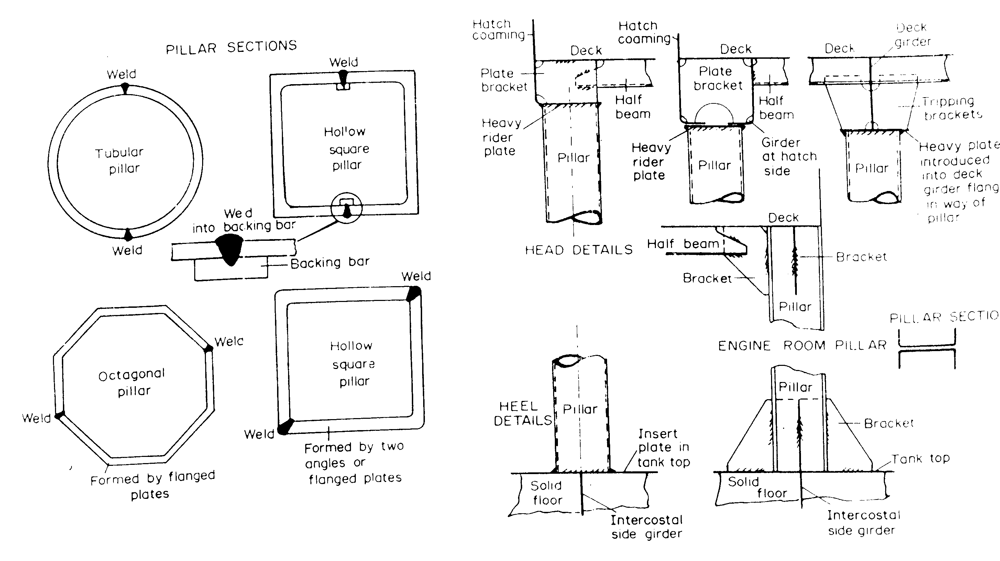 PILLAR SECTIONS
Weld
Weld
Tubular
pillar
Hollow
square
pillar
We d
into backing bar
Weld
Backing bar
Weld
Weld
Octagonal
pillar
Weld
Hollow
square
pillar
Weld
Formed by two
angles or
flanged plates
Formed by flanged
plates
Hatch
coaming
Deck
Plate
bracket
Half
beam
Heavy
rider
plate
Pillar
Hatch
coaming
Deck
Plate
bracket
Half
beam
Heavy
rider
plate
Girder
at hatch
side
Pillar
Deck
girder
Deck
Tripping
brackets
Heavy plate
introduced
into deck
girder flang
in way of
pillar
Pillar
HEAD DETAILS
Deck
Half beam
Bracket
Bracket
Pillar
PILLAR SECTIO
ENGINE ROOM PILLAR
HEEL
DETAILS
Pillar
Insert
plate in
tank top
Solid
floor
Intercostal
side girder
Pillar
Bracket
Tank top
Solid
floor
Intercostal
side girder